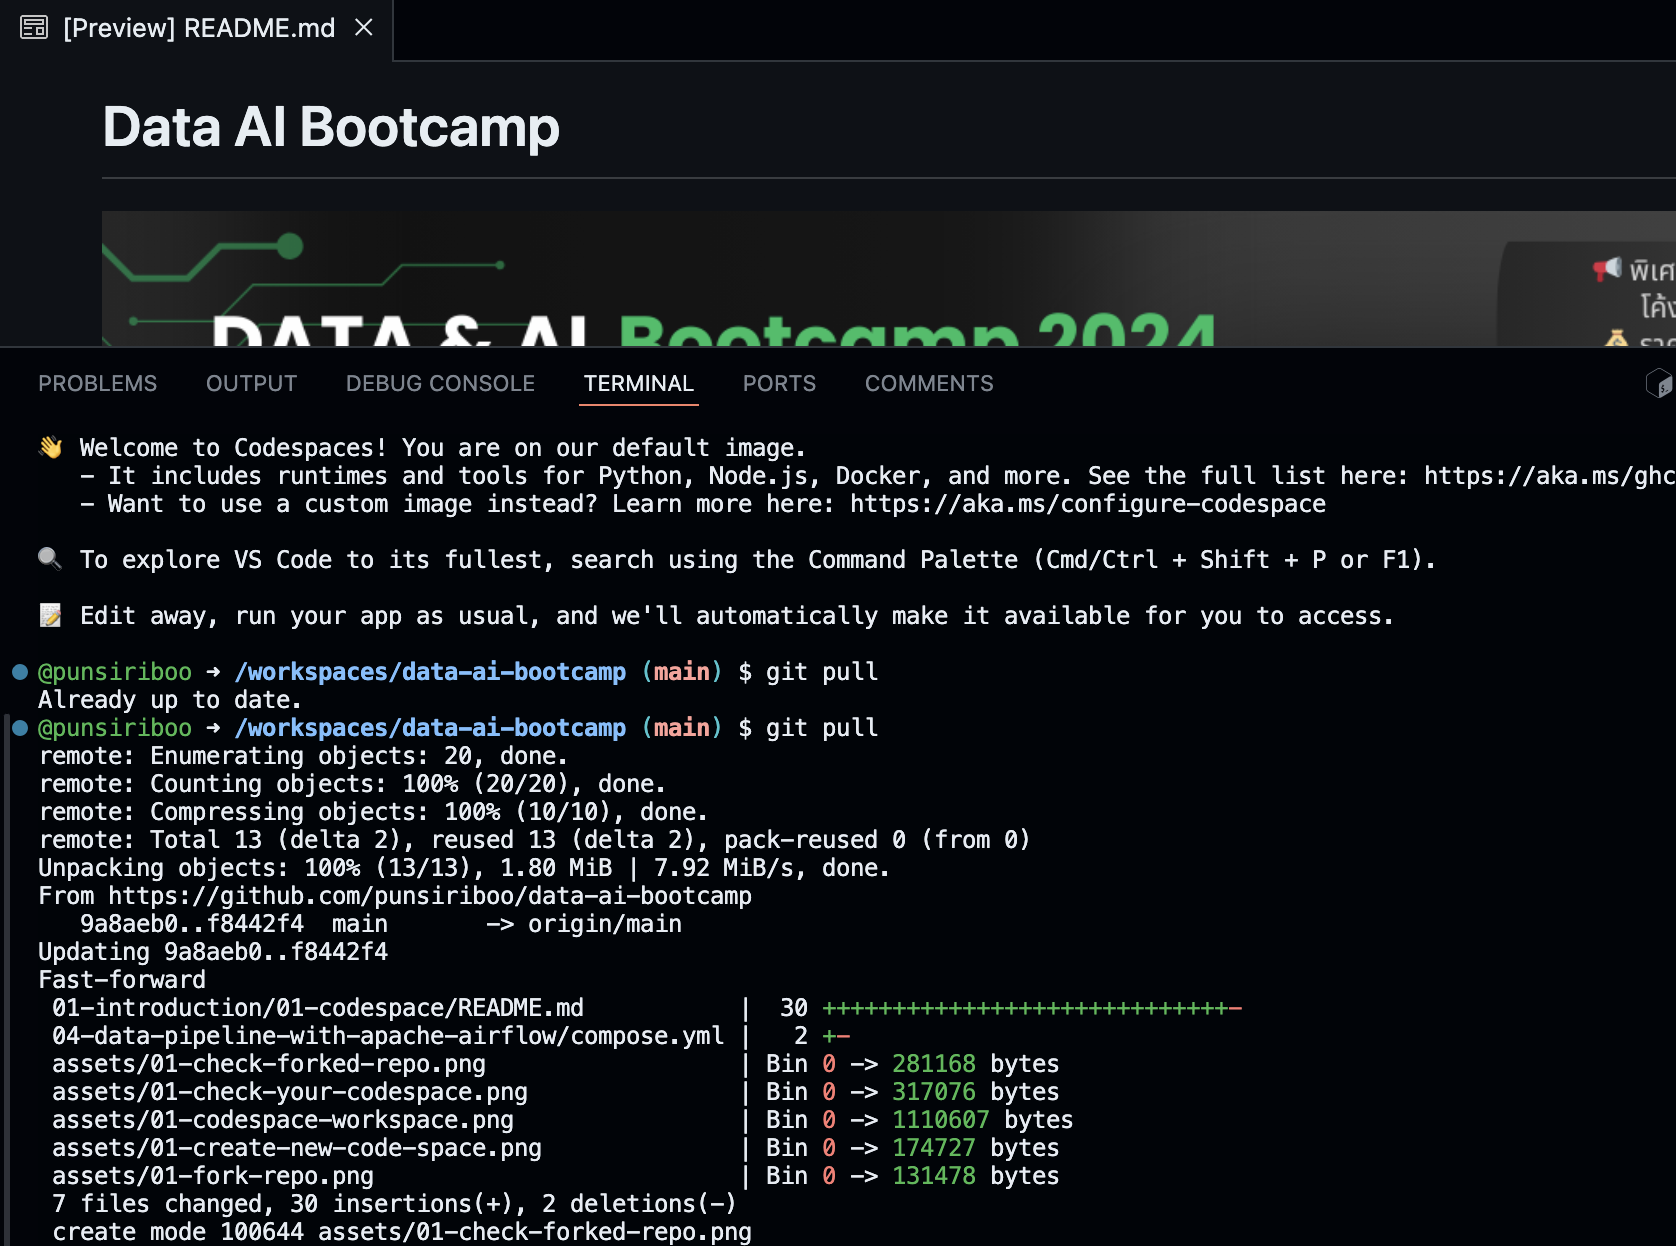 [Preview] README.md
Data AI Bootcamp
DATA & AI Bootcamp 2024
PROBLEMS OUTPUT DEBUG CONSOLE TERMINAL PORTS COMMENTS
👋 Welcome to Codespaces! You are on our default image.
- It includes runtimes and tools for Python, Node.js, Docker, and more. See the full list here: https://aka.ms/ghc
- Want to use a custom image instead? Learn more here: https://aka.ms/configure-codespace
🔍 To explore VS Code to its fullest, search using the Command Palette (Cmd/Ctrl + Shift + P or F1).
📝 Edit away, run your app as usual, and we'll automatically make it available for you to access.
@punsiriboo ➜ /workspaces/data-ai-bootcamp (main) $ git pull
Already up to date.
@punsiriboo ➜ /workspaces/data-ai-bootcamp (main) $ git pull
remote: Enumerating objects: 20, done.
remote: Counting objects: 100% (20/20), done.
remote: Compressing objects: 100% (10/10), done.
remote: Total 13 (delta 2), reused 13 (delta 2), pack-reused 0 (from 0)
Unpacking objects: 100% (13/13), 1.80 MiB | 7.92 MiB/s, done.
From https://github.com/punsiriboo/data-ai-bootcamp
9a8aeb0..f8442f4 main -> origin/main
Updating 9a8aeb0..f8442f4
Fast-forward
01-introduction/01-codespace/README.md | 30 +++++++++++++++++++++++++++++-
04-data-pipeline-with-apache-airflow/compose.yml | 2 +-
assets/01-check-forked-repo.png | Bin 0 -> 281168 bytes
assets/01-check-your-codespace.png | Bin 0 -> 317076 bytes
assets/01-codespace-workspace.png | Bin 0 -> 1110607 bytes
assets/01-create-new-code-space.png | Bin 0 -> 174727 bytes
assets/01-fork-repo.png | Bin 0 -> 131478 bytes
7 files changed, 30 insertions(+), 2 deletions(-)
create mode 100644 assets/01-check-forked-repo.png